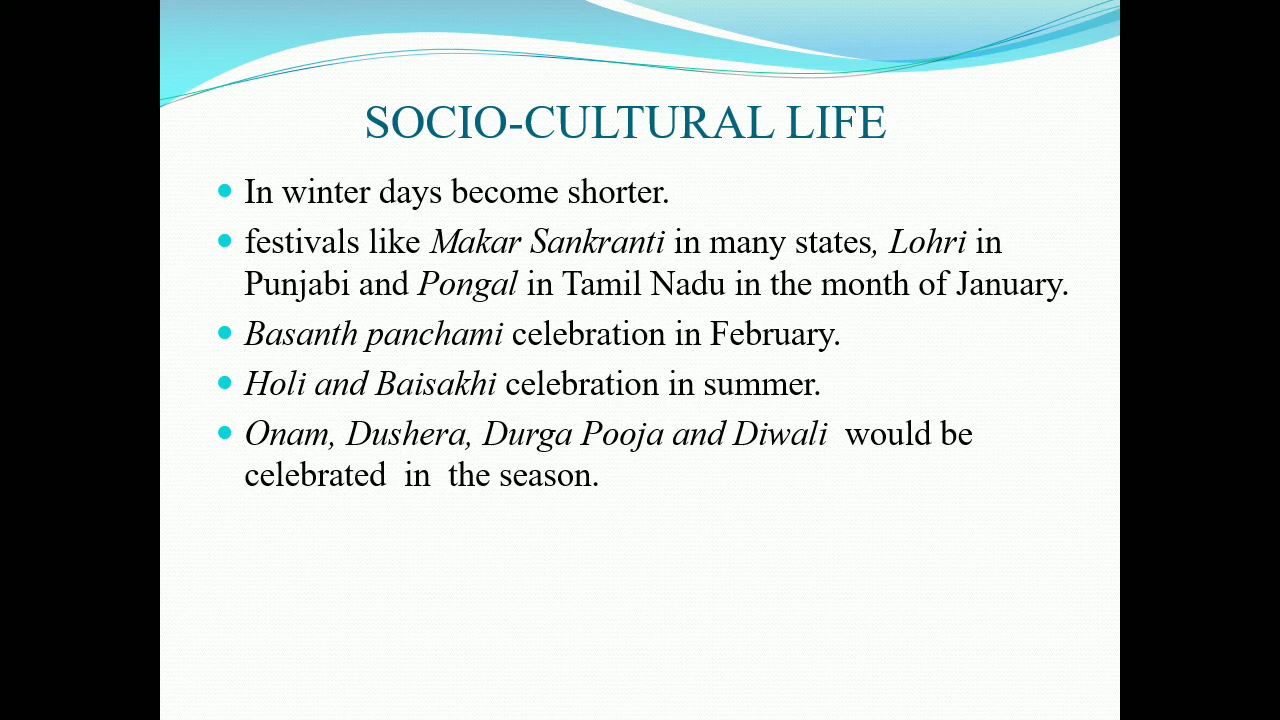 SOCIO-CULTURAL LIFE
In winter days become shorter.
festivals like Makar Sankranti in many states, Lohri in
Punjabi and Pongal in Tamil Nadu in the month of January.
Basanth panchami celebration in February.
Holi and Baisakhi celebration in summer.
Onam, Dushera, Durga Pooja and Diwali would be
celebrated in the season.